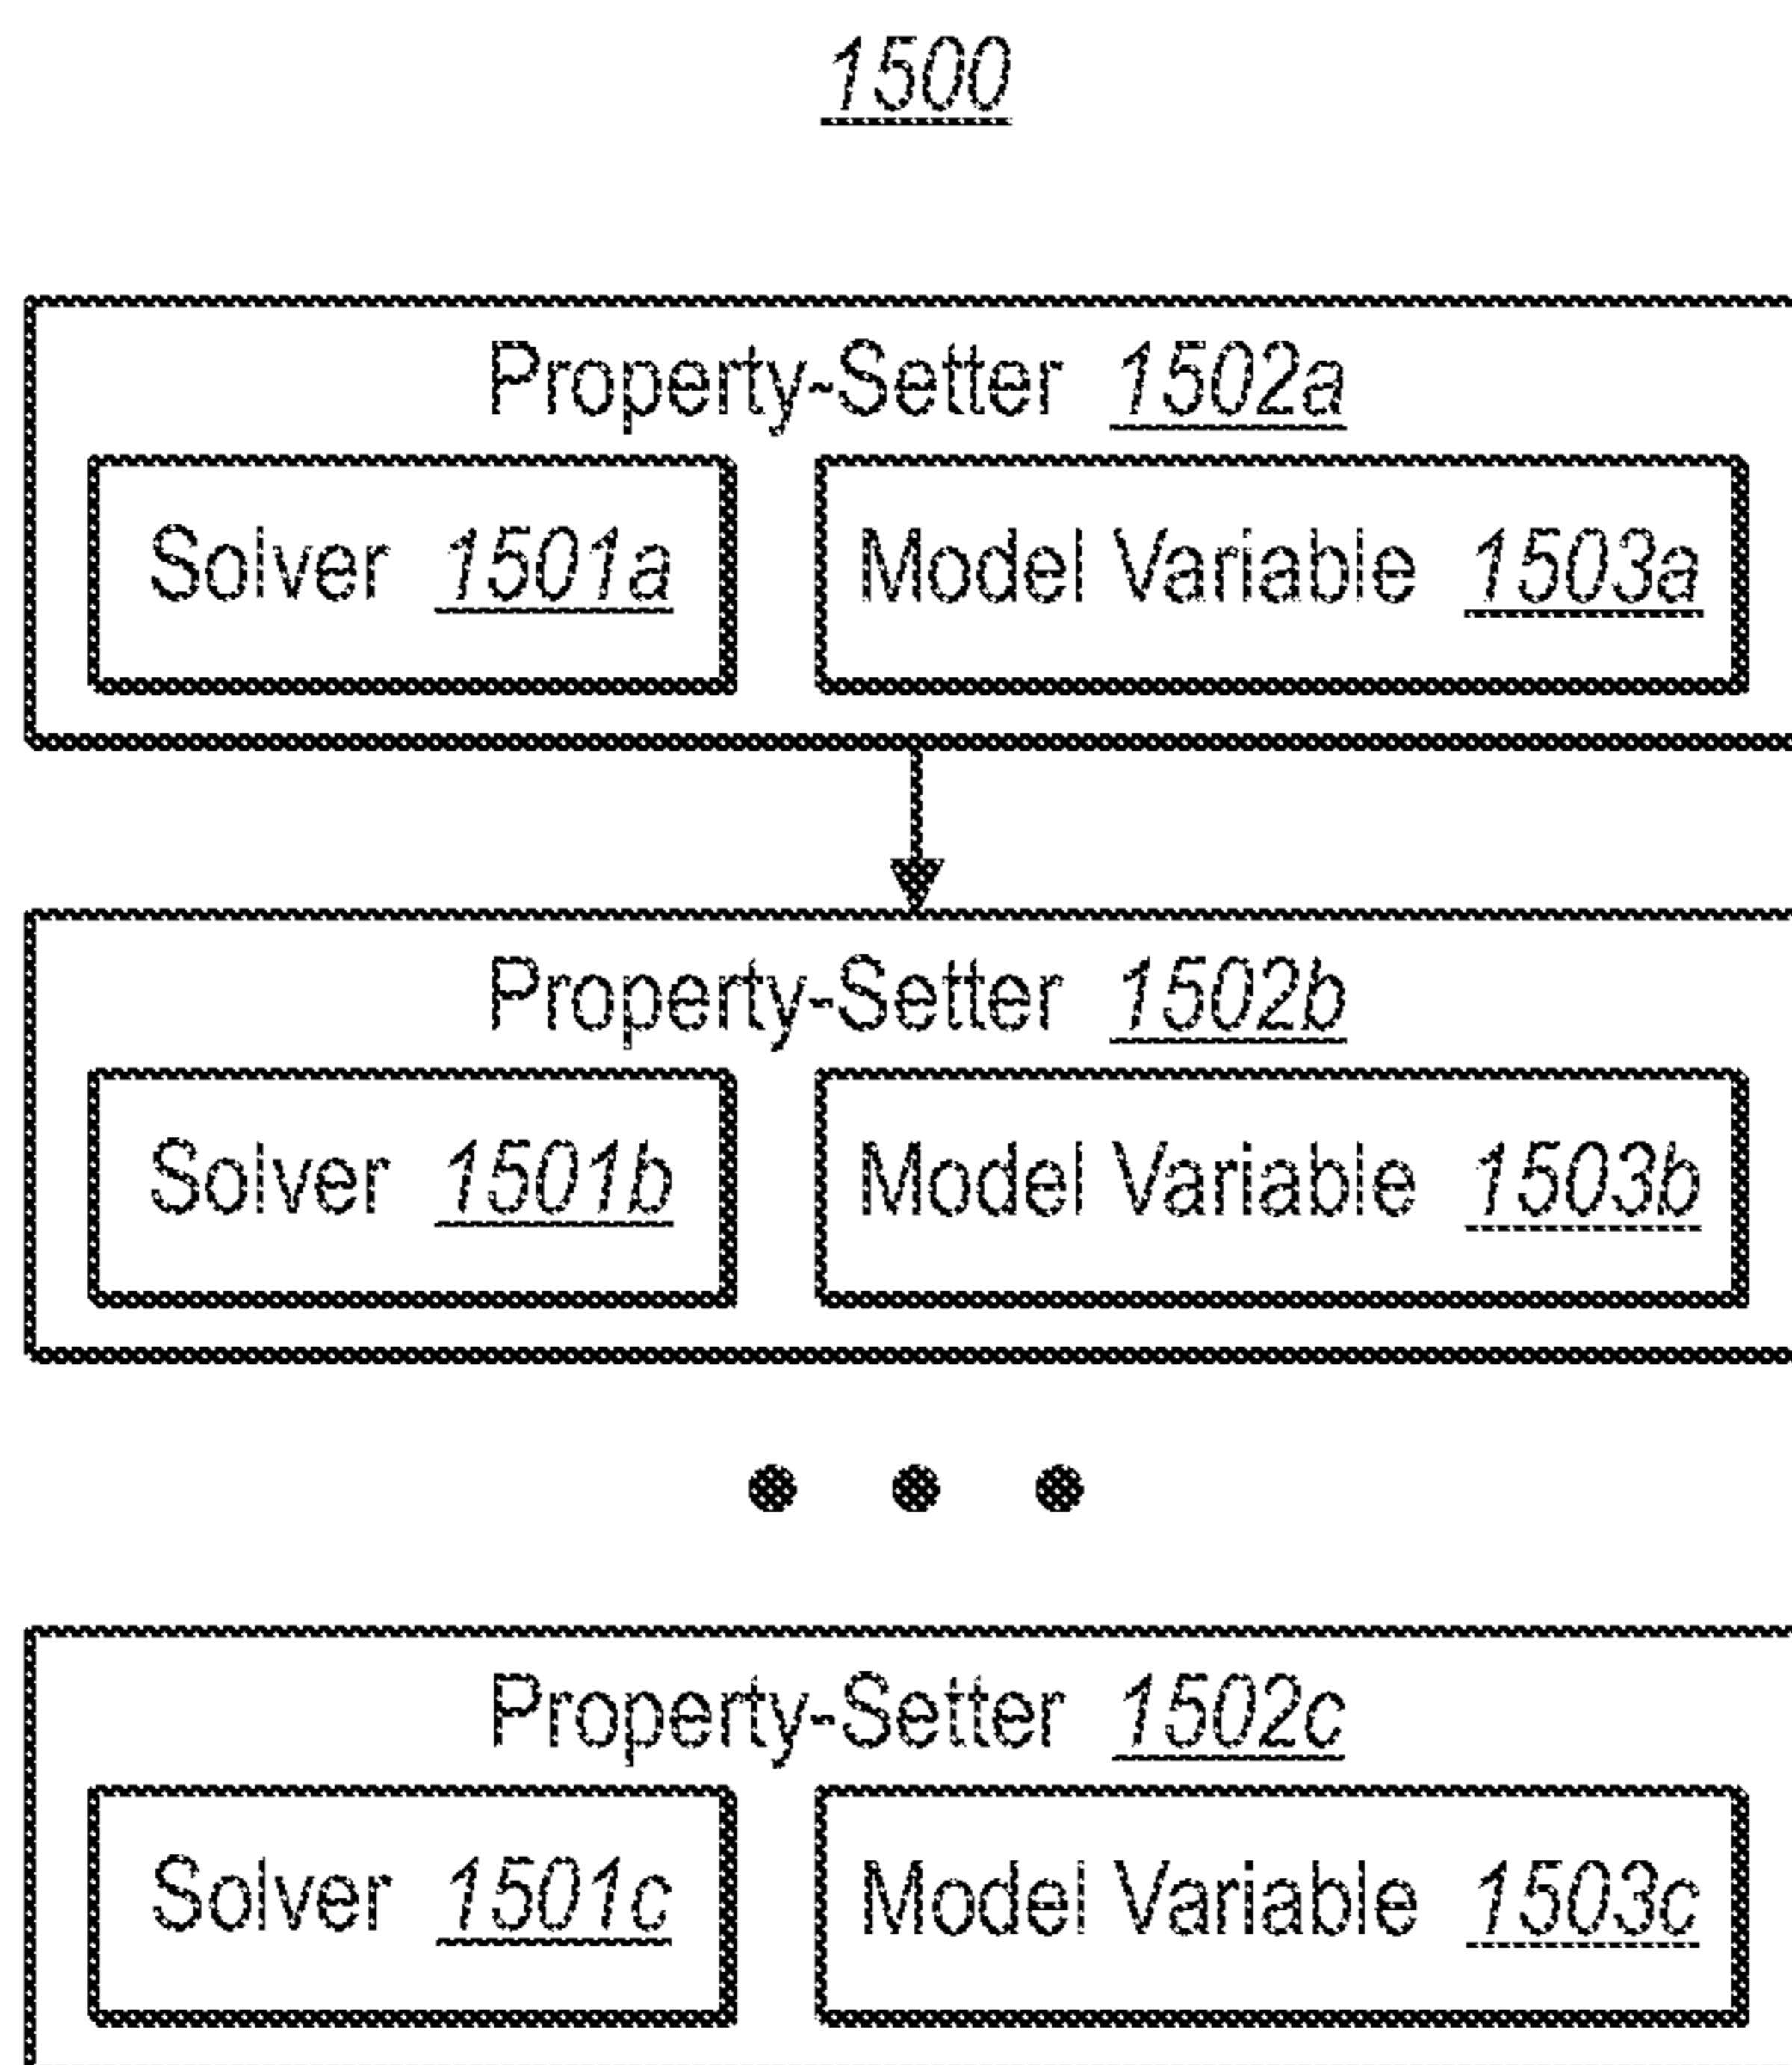 1500
Property-Setter 1502a
Solver 1501a Model Variable 1503a
Property-Setter 1502b
Solver 1501b Model Variable 1503b
Property-Setter 1502c
Solver 1501c Model Variable 1503c